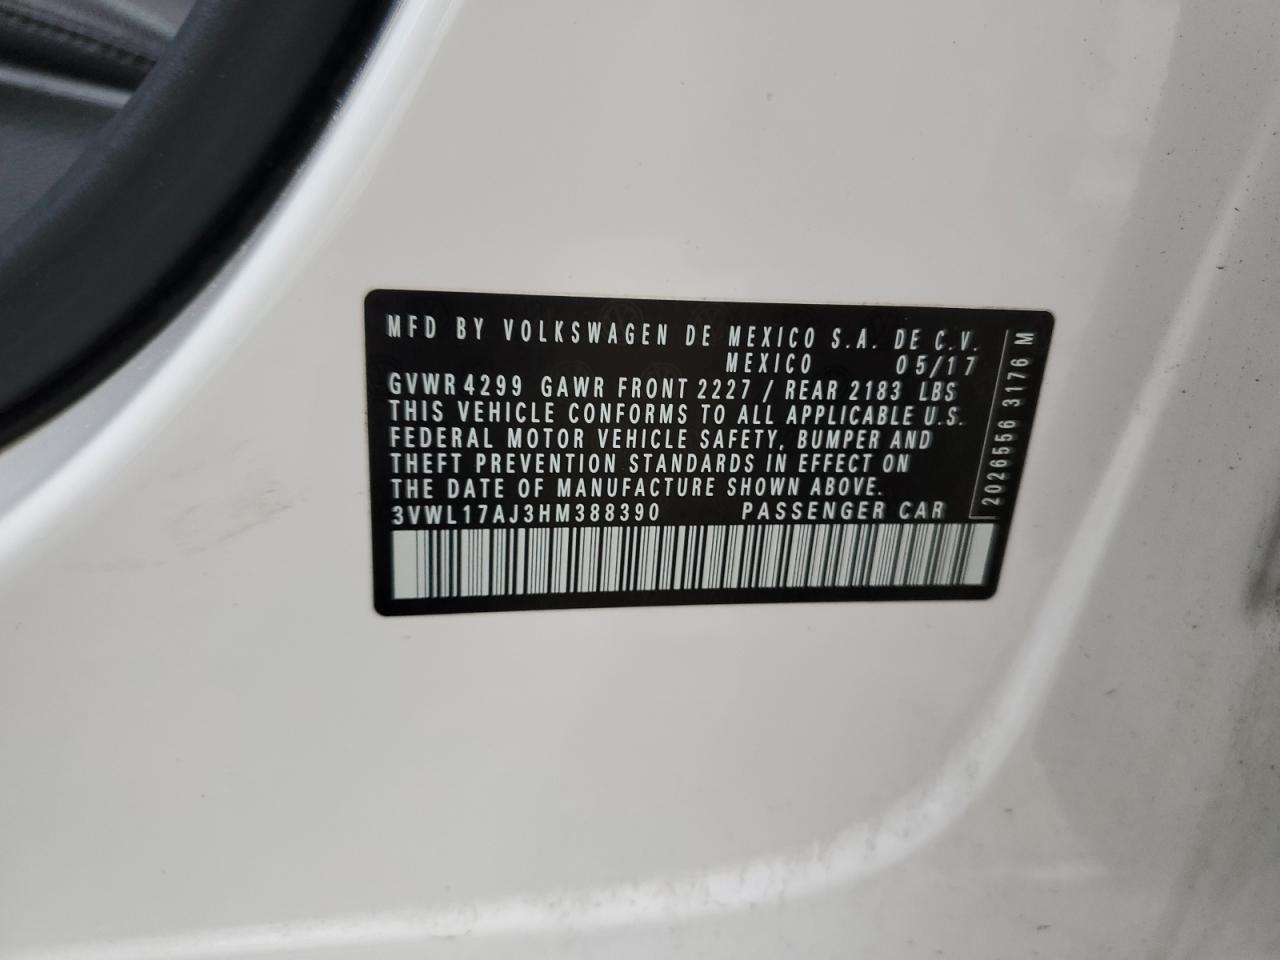 MFD BY VOLKSWAGEN DE MEXICO S.A. DE C.V.
MEXICO 05/17
GVWR 4299 GAWR FRONT 2227 / REAR 2183 LBS
THIS VEHICLE CONFORMS TO ALL APPLICABLE U.S.
FEDERAL MOTOR VEHICLE SAFETY, BUMPER AND
THEFT PREVENTION STANDARDS IN EFFECT ON
THE DATE OF MANUFACTURE SHOWN ABOVE.
3VWL17AJ3HM388390 PASSENGER CAR
2026556 3176 M